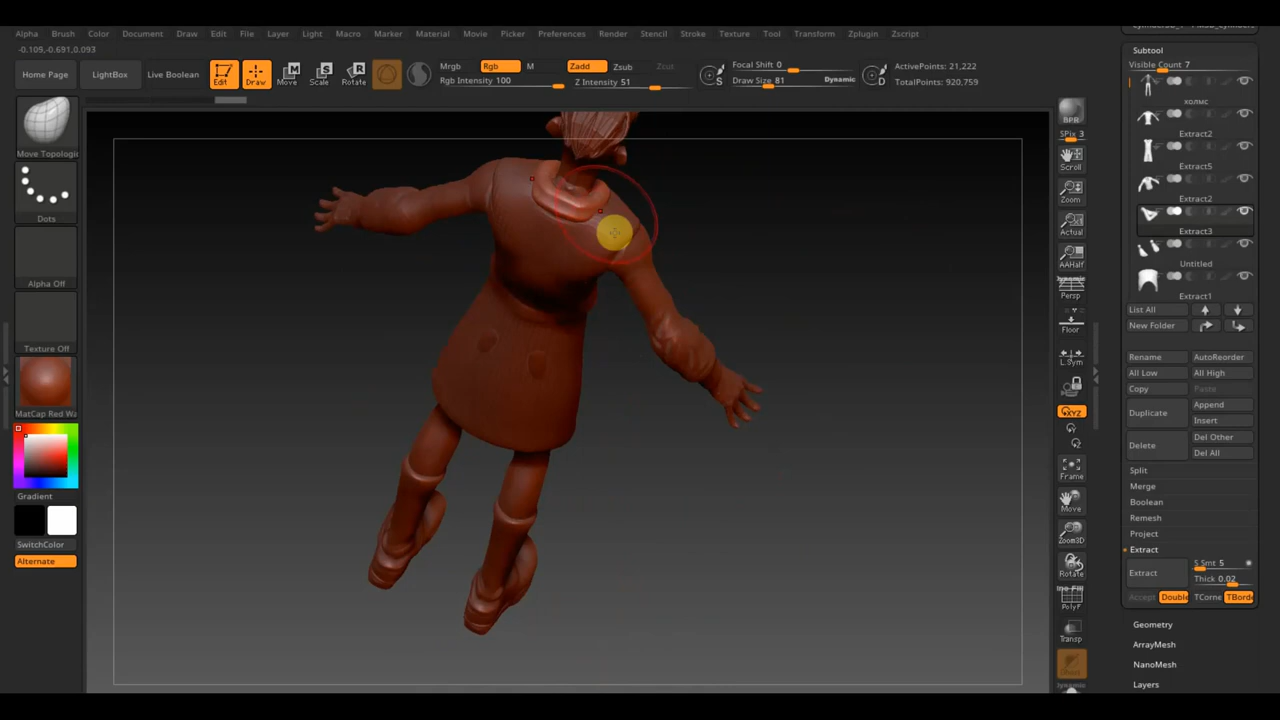 Alpha Brush Color Document Draw Edit File Layer Light Macro Marker Material Movie Picker Preferences Render Stencil Stroke Texture Tool Transform Zplugin Zscript
-0.109,-0.691,0.093
Home Page LightBox Live Boolean Edit Draw Move Scale Rotate
Mrgb Rgb M Zadd Zsub Zcut
Rgb Intensity 100 Z Intensity 51
S Focal Shift 0
Draw Size 81 Dynamic D
ActivePoints: 21,222
TotalPoints: 920,759
Move Topologic
Dots
Alpha Off
Texture Off
MatCap Red Wa
Gradient
SwitchColor
Alternate
BPR
SPix 3
Scroll
Zoom
Actual
AAHalf
Dynamic
Persp
Floor
L.Sym
XYZ
Frame
Move
Zoom3D
Rotate
PolyF
Transp
Dynamic
Subtool
Visible Count 7
холмс
Extract2
Extract5
Extract2
Extract3
Untitled
Extract1
List All
New Folder
Rename AutoReorder
All Low All High
Copy Paste
Duplicate Append
Insert
Delete Del Other
Del All
Split
Merge
Boolean
Remesh
Project
Extract
Extract S Smt 5
Thick 0.02
Accept Double TCorne TBorde
Geometry
ArrayMesh
NanoMesh
Layers